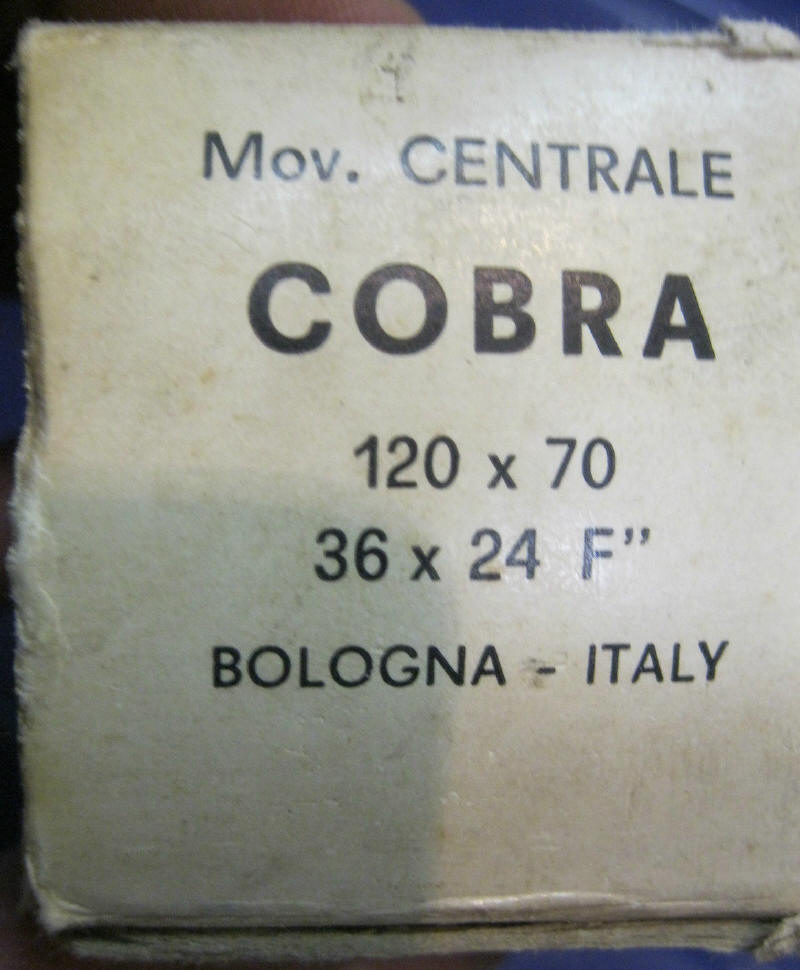 Mov. CENTRALE
COBRA
120 x 70
36 x 24 F”
BOLOGNA - ITALY